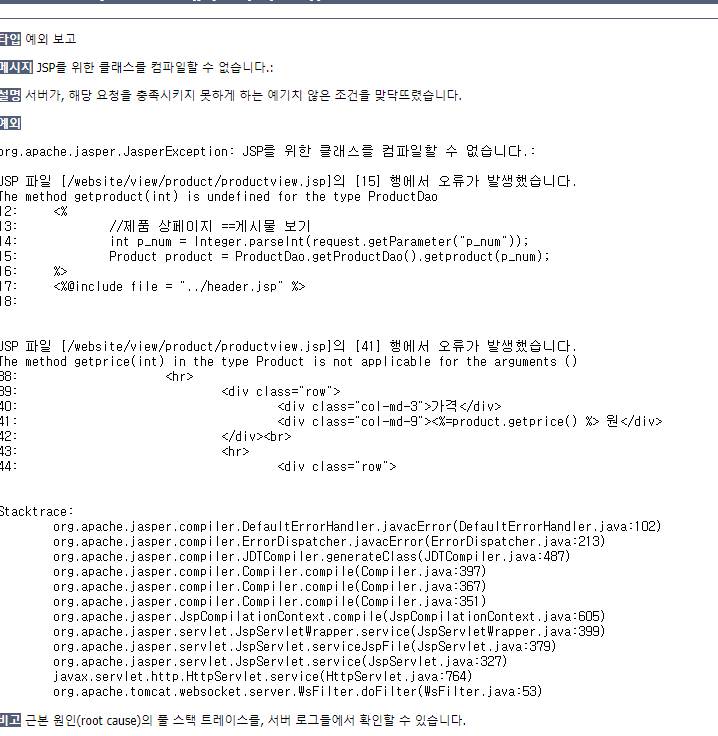 타입 예외 보고
메시지 JSP를 위한 클래스를 컴파일할 수 없습니다.:
설명 서버가, 해당 요청을 충족시키지 못하게 하는 예기치 않은 조건을 맞닥뜨렸습니다.
예외
org.apache.jasper.JasperException: JSP를 위한 클래스를 컴파일할 수 없습니다.:
JSP 파일 [/website/view/product/productview.jsp]의 [15] 행에서 오류가 발생했습니다.
The method getproduct(int) is undefined for the type ProductDao
12: <%
13: //제품 상페이지 ==게시물 보기
14: int p_num = Integer.parseInt(request.getParameter("p_num"));
15: Product product = ProductDao.getProductDao().getproduct(p_num);
16: %>
17: <%@include file = "../header.jsp" %>
18:
JSP 파일 [/website/view/product/productview.jsp]의 [41] 행에서 오류가 발생했습니다.
The method getprice(int) in the type Product is not applicable for the arguments ()
38: <hr>
39: <div class="row">
40: <div class="col-md-3">가격</div>
41: <div class="col-md-9"><%=product.getprice() %> 원</div>
42: </div><br>
43: <hr>
44: <div class="row">
Stacktrace:
org.apache.jasper.compiler.DefaultErrorHandler.javacError(DefaultErrorHandler.java:102)
org.apache.jasper.compiler.ErrorDispatcher.javacError(ErrorDispatcher.java:213)
org.apache.jasper.compiler.JDTCompiler.generateClass(JDTCompiler.java:487)
org.apache.jasper.compiler.Compiler.compile(Compiler.java:397)
org.apache.jasper.compiler.Compiler.compile(Compiler.java:367)
org.apache.jasper.compiler.Compiler.compile(Compiler.java:351)
org.apache.jasper.JspCompilationContext.compile(JspCompilationContext.java:605)
org.apache.jasper.servlet.JspServletWrapper.service(JspServletWrapper.java:399)
org.apache.jasper.servlet.JspServlet.serviceJspFile(JspServlet.java:379)
org.apache.jasper.servlet.JspServlet.service(JspServlet.java:327)
javax.servlet.http.HttpServlet.service(HttpServlet.java:764)
org.apache.tomcat.websocket.server.WsFilter.doFilter(WsFilter.java:53)
비고 근본 원인(root cause)의 풀 스택 트레이스를, 서버 로그들에서 확인할 수 있습니다.